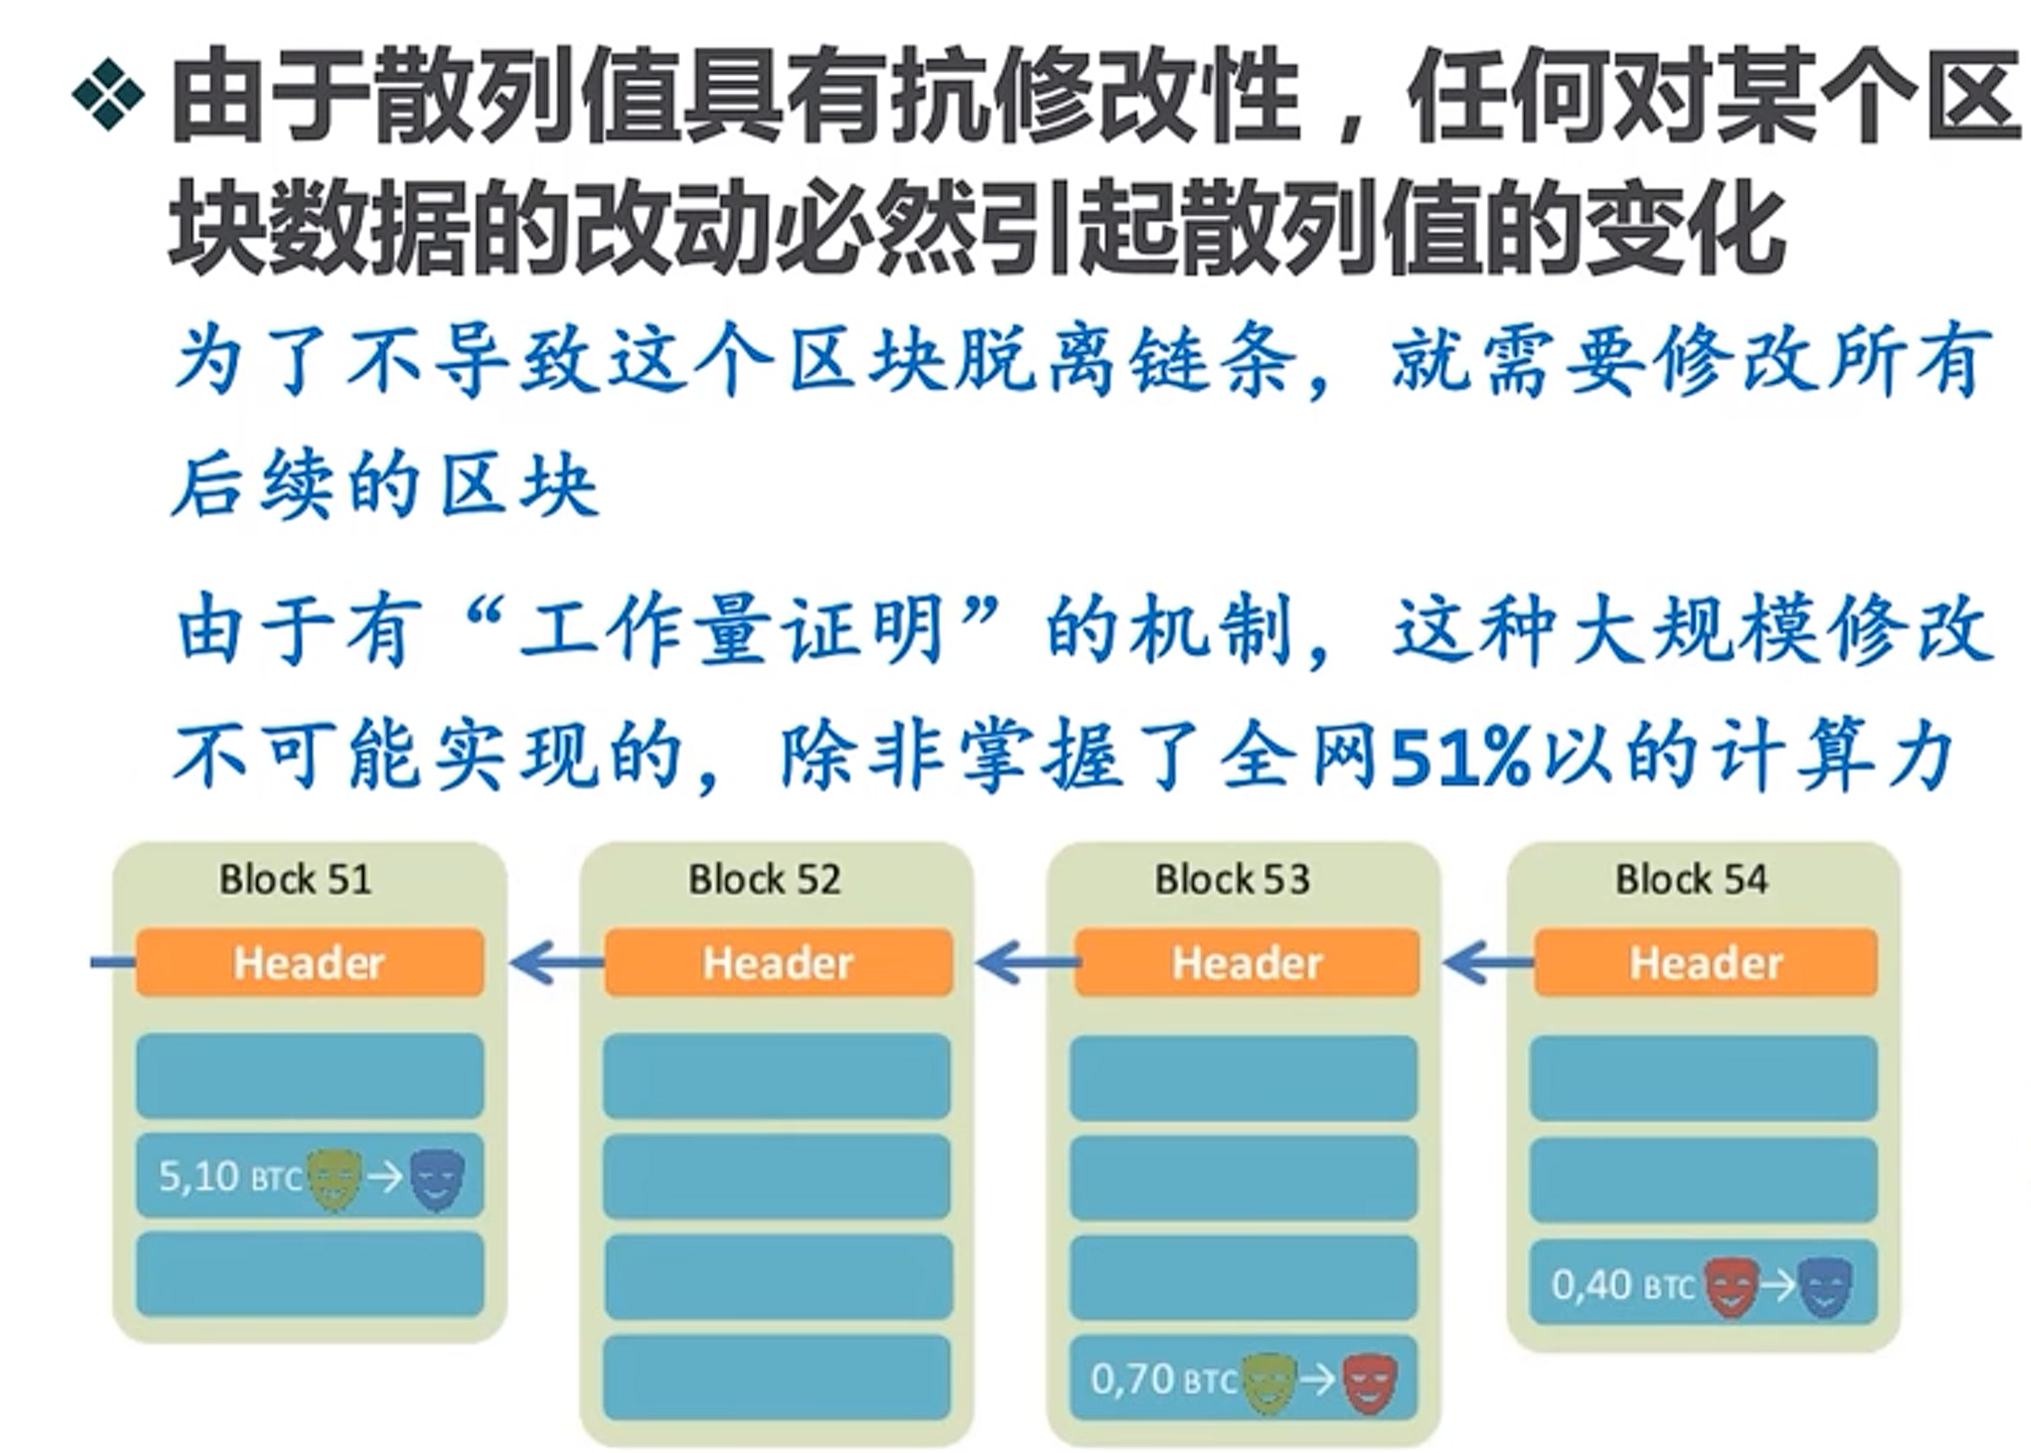 由于散列值具有抗修改性，任何对某个区
块数据的改动必然引起散列值的变化
为了不导致这个区块脱离链条，就需要修改所有
后续的区块
由于有“工作量证明”的机制，这种大规模修改
不可能实现的，除非掌握了全网51%以的计算力
Block 51
Block 52
Block 53
Block 54
Header
Header
Header
Header
5,10 BTC
0,40 BTC
0,70 BTC